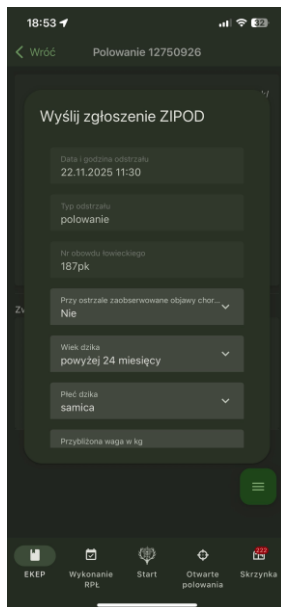 18:53
32
Wróć
Polowanie 12750926
Wyślij zgłoszenie ZIPOD
Data i godzina odstrzału
22.11.2025 11:30
Typ odstrzału
polowanie
Nr obowdu łowieckiego
187pk
Przy ostrzale zaobserwowane objawy chor...
Nie
Wiek dzika
powyżej 24 miesięcy
Płeć dzika
samica
Przybliżona waga w kg
222
EKEP
Wykonanie
RPŁ
Start
Otwarte
polowania
Skrzynka